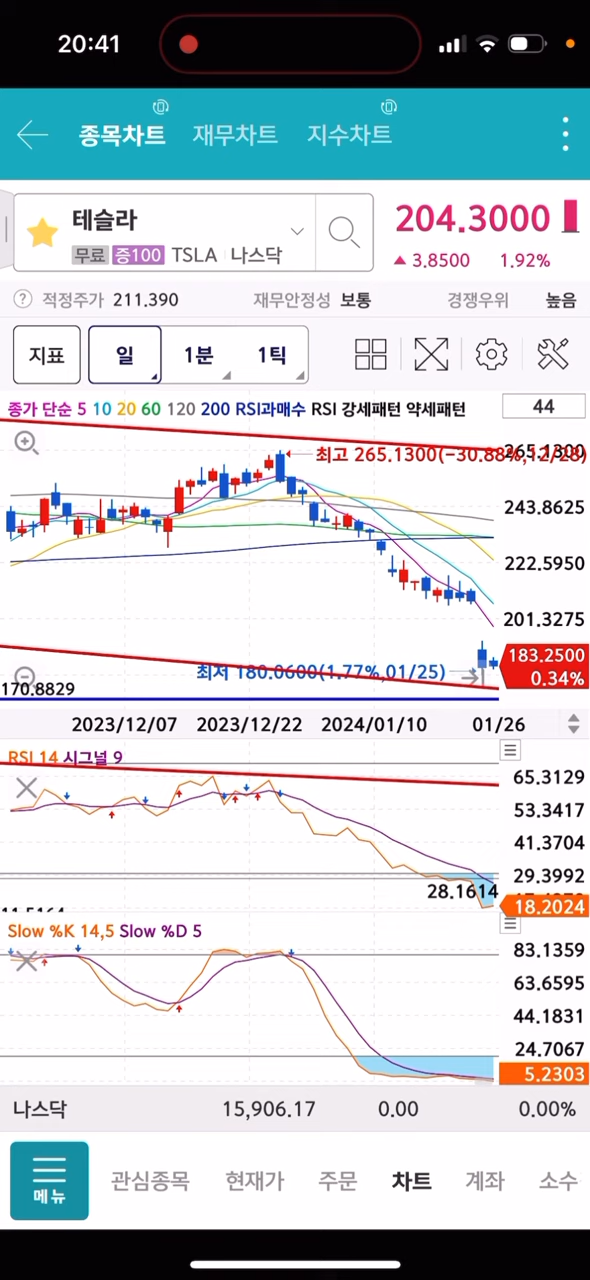 20:41
종목차트 재무차트 지수차트
테슬라
무료 증100 TSLA 나스닥
204.3000
▲ 3.8500 1.92%
? 적정주가 211.390 재무안정성 보통 경쟁우위 높음
지표 일 1분 1틱
종가 단순 5 10 20 60 120 200 RSI과매수 RSI 강세패턴 약세패턴 44
최고 265.1300(-30.88%,12/28)
265.1300
243.8625
222.5950
201.3275
183.2500
0.34%
최저 180.0600(1.77%,01/25)
170.8829
2023/12/07 2023/12/22 2024/01/10 01/26
RSI 14 시그널 9
65.3129
53.3417
41.3704
29.3992
28.1614
18.2024
Slow %K 14,5 Slow %D 5
83.1359
63.6595
44.1831
24.7067
5.2303
나스닥 15,906.17 0.00 0.00%
메뉴 관심종목 현재가 주문 차트 계좌 소수